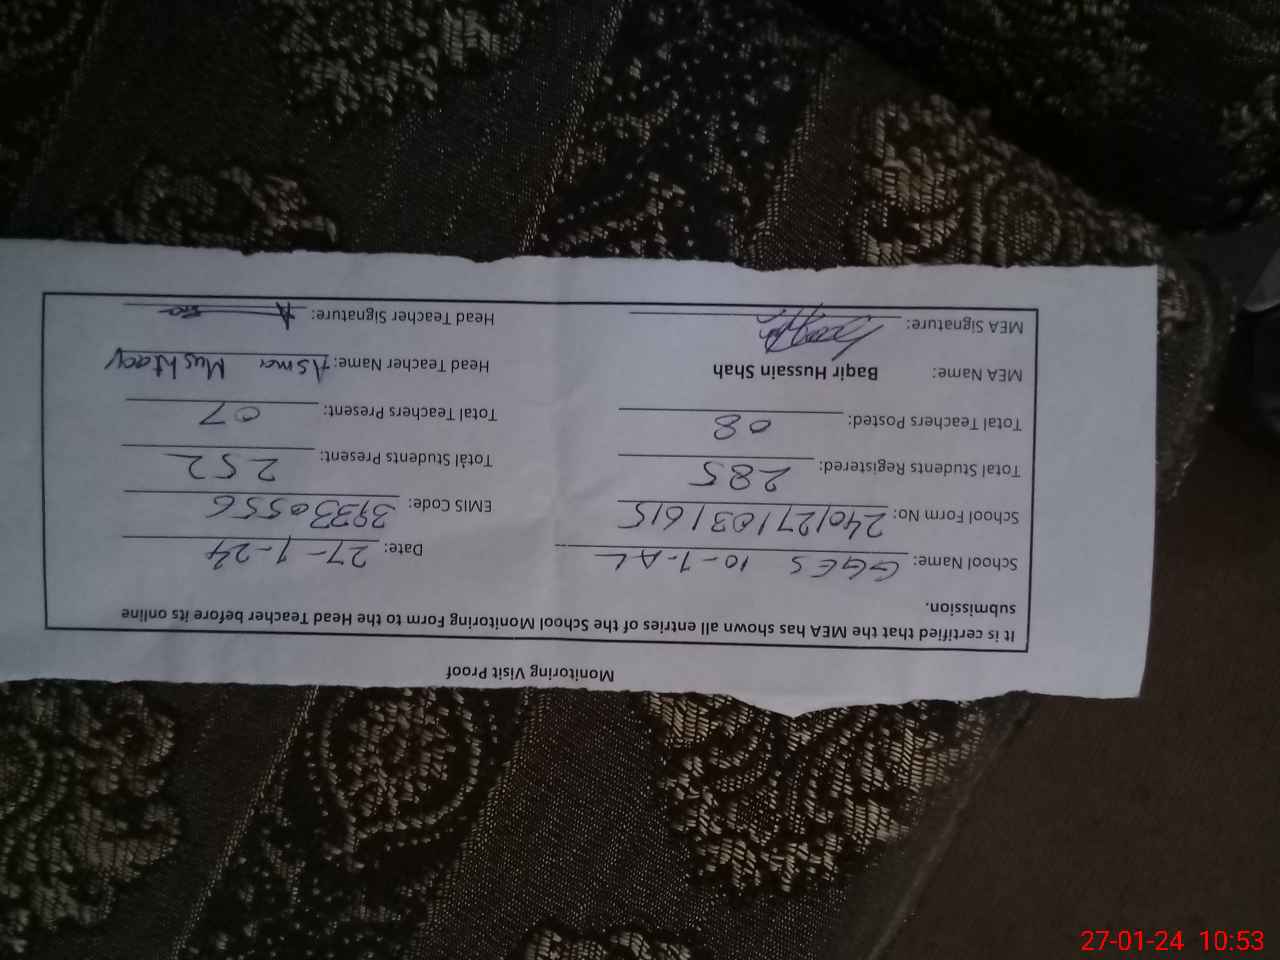 Monitoring Visit Proof
It is certified that the MEA has shown all entries of the School Monitoring Form to the Head Teacher before its online
submission.
School Name: GGES 10-1-AL Date: 27-1-24
School Form No: 240127103161 5 EMIS Code: 39330556
Total Students Registered: 285 Total Students Present: 252
Total Teachers Posted: 08 Total Teachers Present: 07
MEA Name: Baqir Hussain Shah Head Teacher Name: Asma Mushtaq
MEA Signature: Head Teacher Signature:
27-01-24 10:53